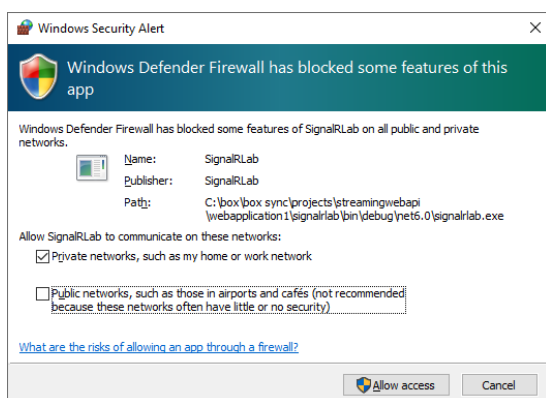 Windows Security Alert
Windows Defender Firewall has blocked some features of this
app
Windows Defender Firewall has blocked some features of SignalRLab on all public and private
networks.
Name: SignalRLab
Publisher: SignalRLab
Path: C:\box\box sync\projects\streamingwebapi
\webapplication1\signalrlab\bin\debug\net6.0\signalrlab.exe
Allow SignalRLab to communicate on these networks:
Private networks, such as my home or work network
Public networks, such as those in airports and cafés (not recommended
because these networks often have little or no security)
What are the risks of allowing an app through a firewall?
Allow access Cancel